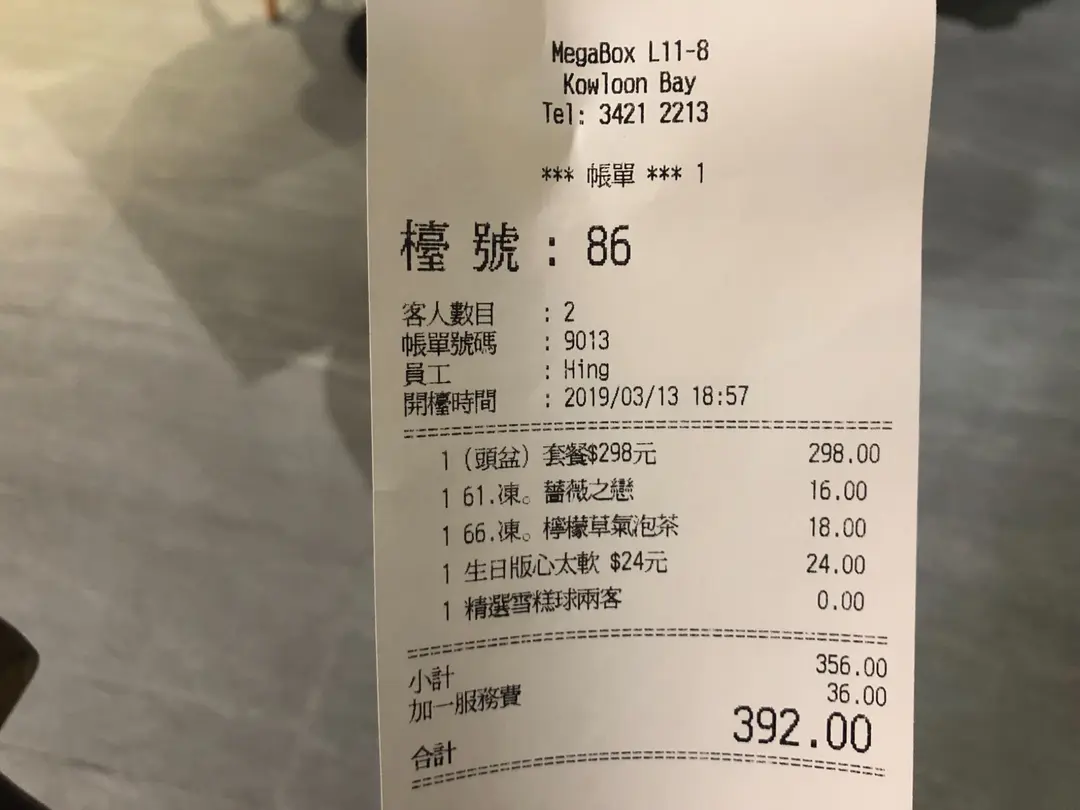 MegaBox L11-8
Kowloon Bay
Tel: 3421 2213
*** 帳單 *** 1
檯號 : 86
客人數目 : 2
帳單號碼 : 9013
員工 : Hing
開檯時間 : 2019/03/13 18:57
1 (頭盆) 套餐$298元 298.00
1 61.凍。薔薇之戀 16.00
1 66.凍。檸檬草氣泡茶 18.00
1 生日版心太軟 $24元 24.00
1 精選雪糕球兩客 0.00
小計 356.00
加一服務費 36.00
合計 392.00